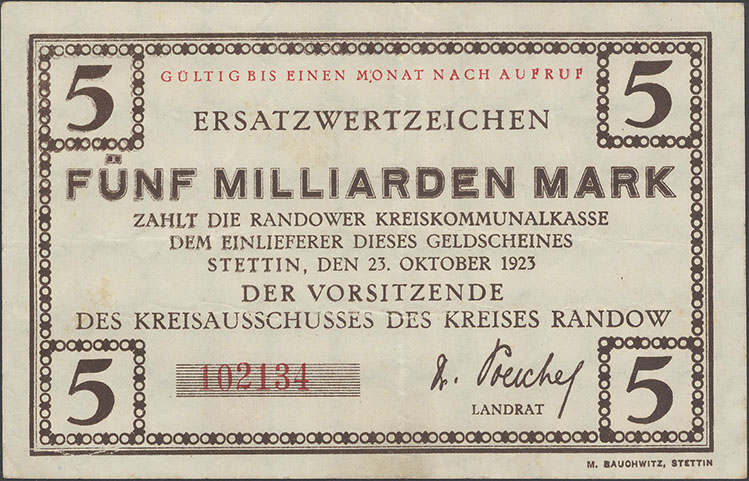 5 GÜLTIG BIS EINEN MONAT NACH AUFRUF 5
ERSATZWERTZEICHEN
FÜNF MILLIARDEN MARK
ZAHLT DIE RANDOWER KREISKOMMUNALKASSE
DEM EINLIEFERER DIESES GELDSCHEINES
STETTIN, DEN 23. OKTOBER 1923
DER VORSITZENDE
DES KREISAUSSCHUSSES DES KREISES RANDOW
5 102134 5
LANDRAT
M. BAUCHWITZ, STETTIN